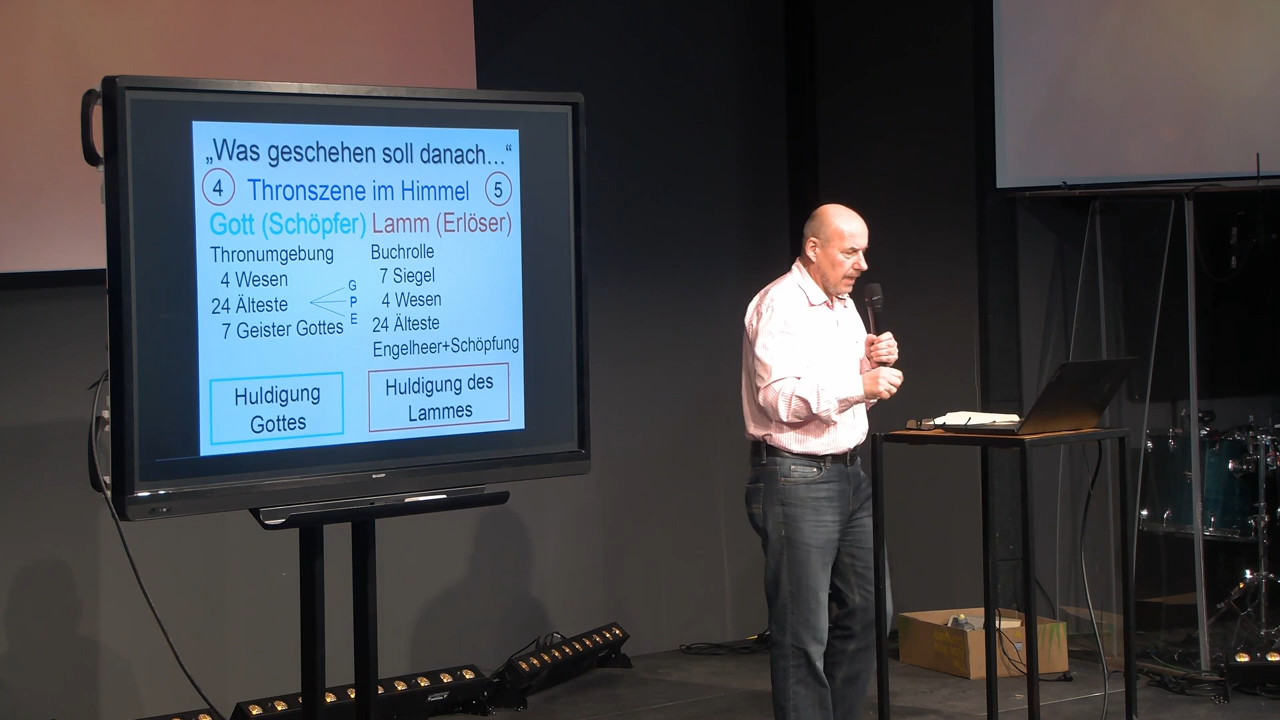 „Was geschehen soll danach...“
4 Thronszene im Himmel 5
Gott (Schöpfer) Lamm (Erlöser)
Thronumgebung
4 Wesen
24 Älteste
7 Geister Gottes
G
P
E
Buchrolle
7 Siegel
4 Wesen
24 Älteste
Engelheer+Schöpfung
Huldigung
Gottes
Huldigung des
Lammes
SHARP